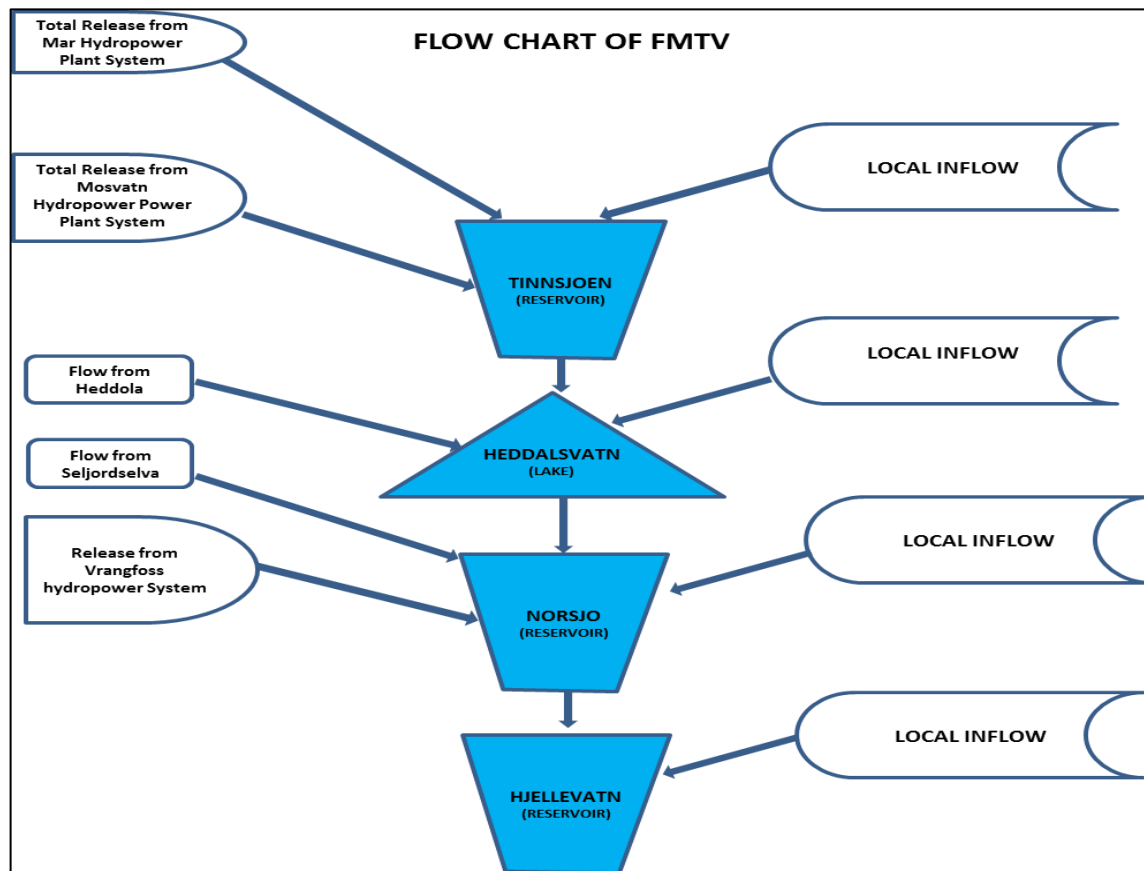 FLOW CHART OF FMTV
Total Release from
Mar Hydropower
Plant System
LOCAL INFLOW
Total Release from
Mosvatn
Hydropower Power
Plant System
TINNSJOEN
(RESERVOIR)
LOCAL INFLOW
Flow from
Heddola
HEDDALSVATN
(LAKE)
Flow from
Seljordselva
LOCAL INFLOW
Release from
Vrangfoss
hydropower System
NORSJO
(RESERVOIR)
LOCAL INFLOW
HJELLEVATN
(RESERVOIR)